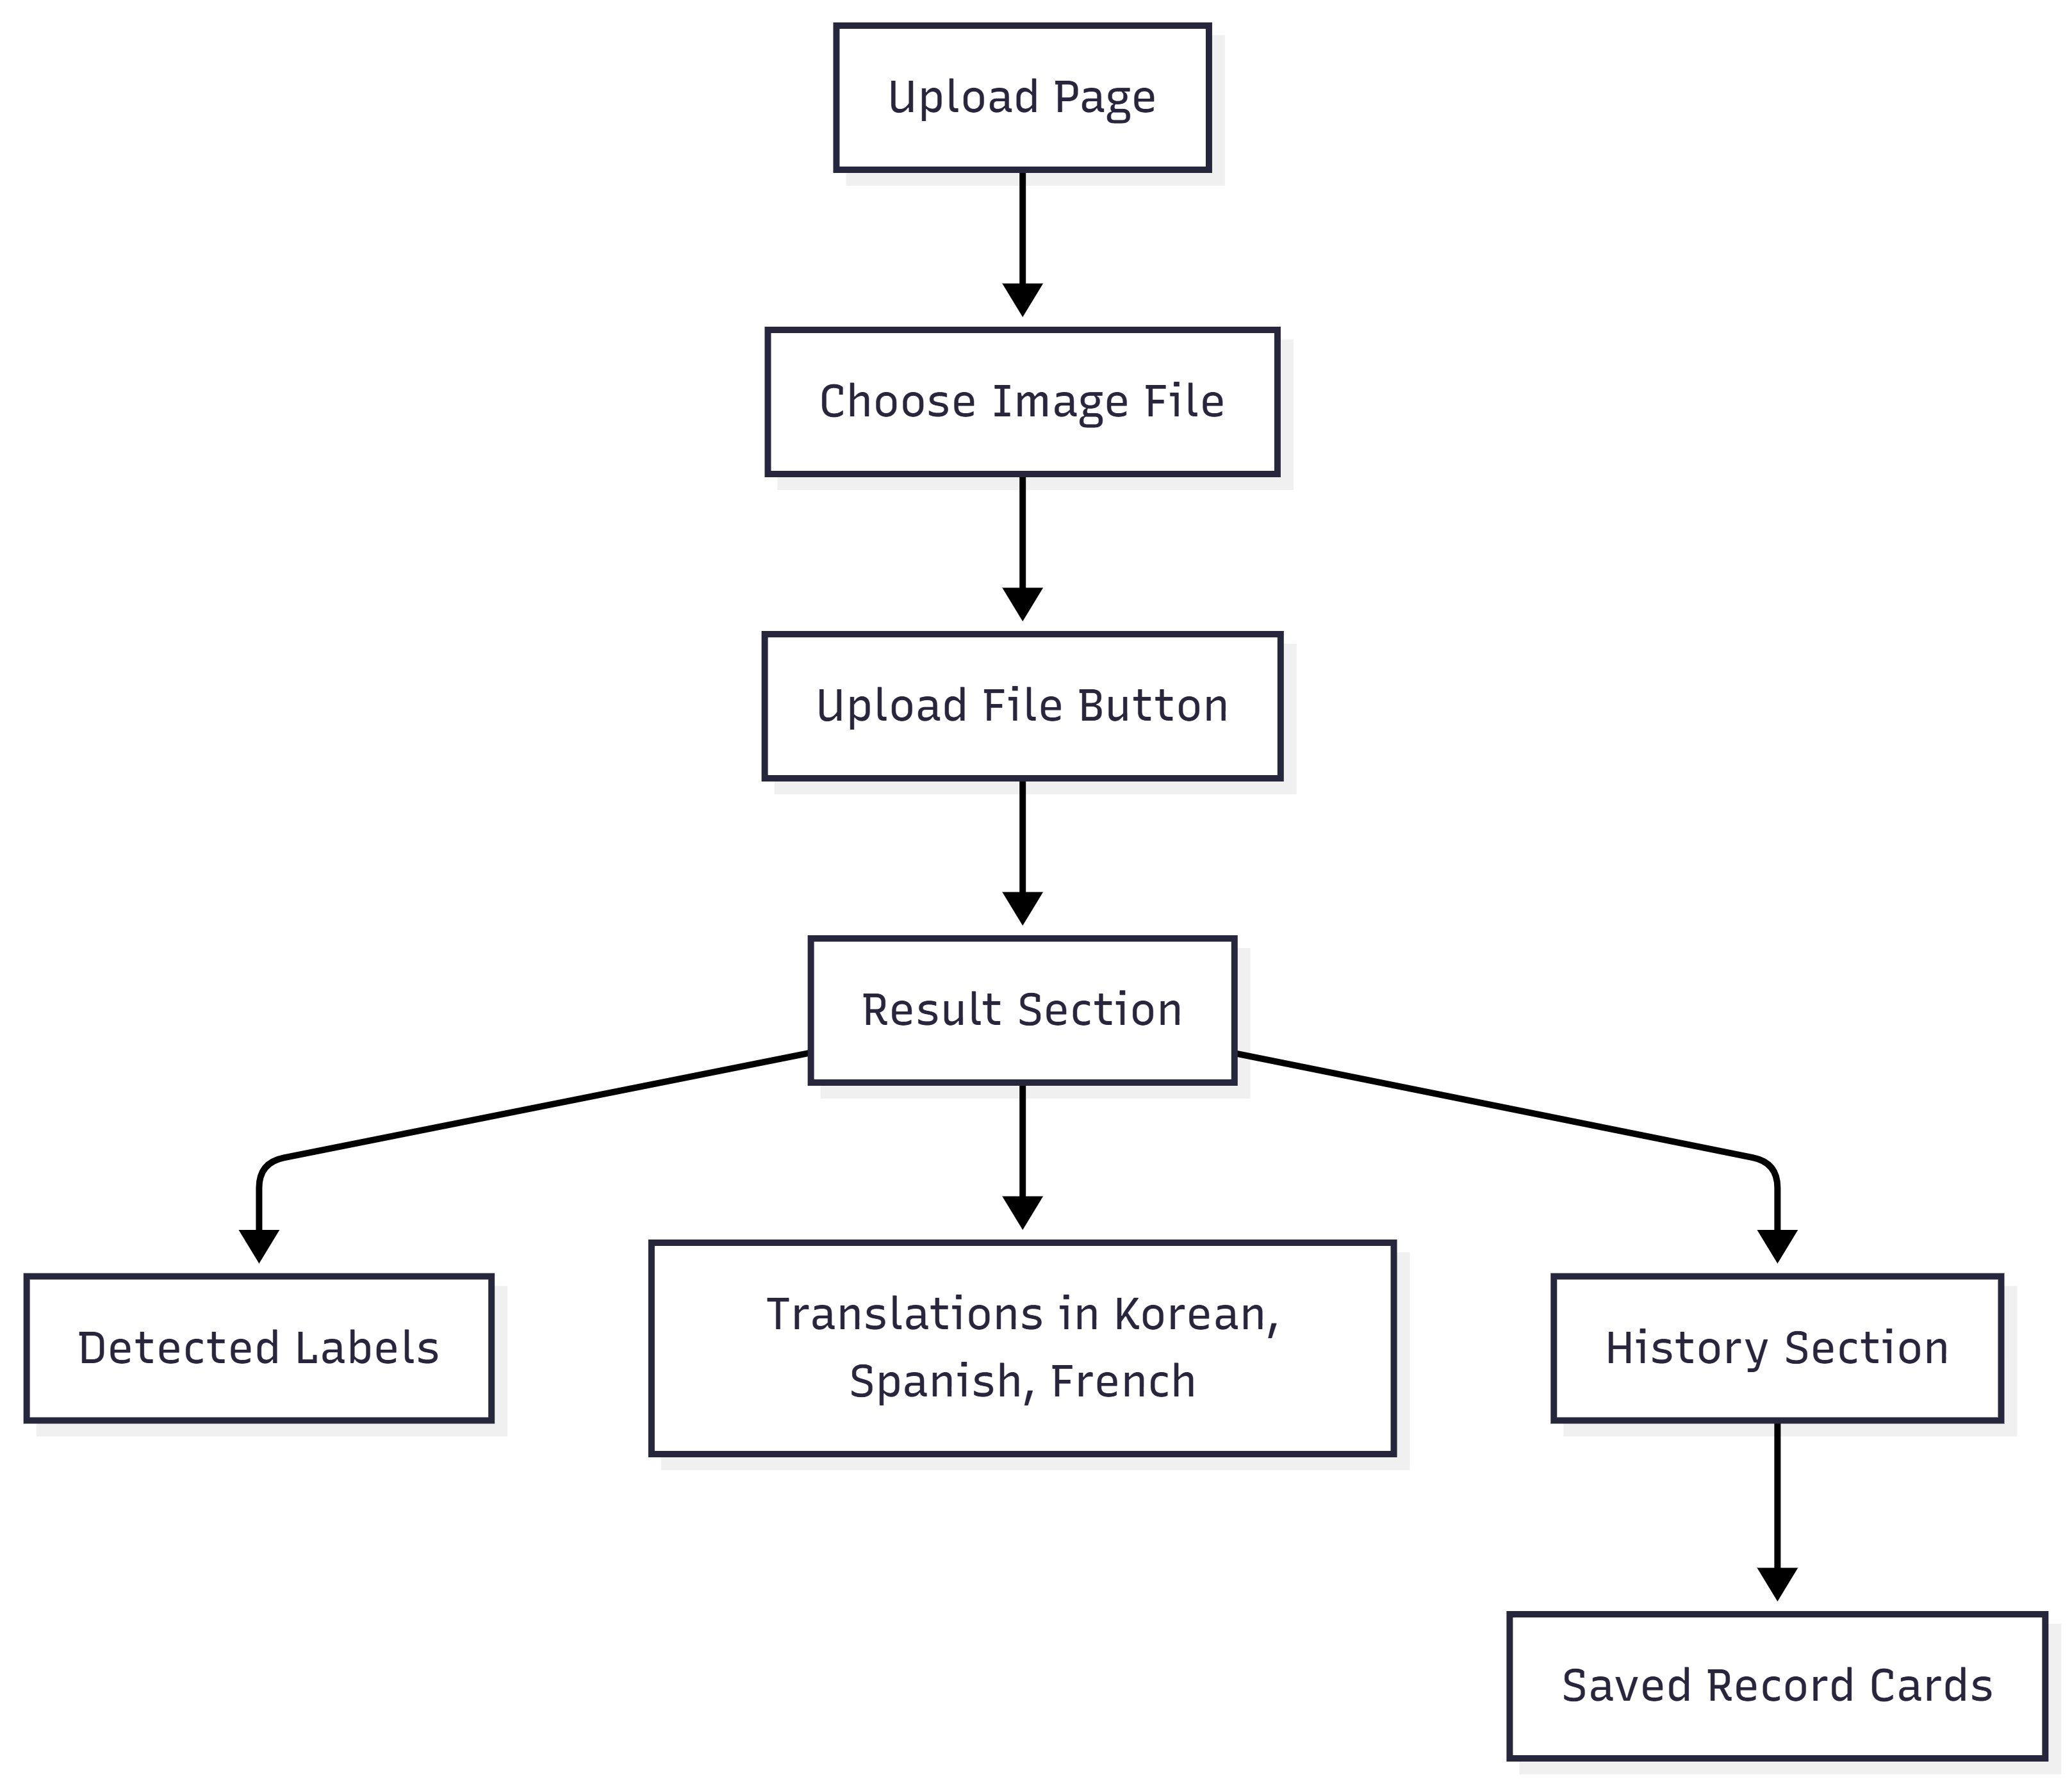 Upload Page
Choose Image File
Upload File Button
Result Section
Detected Labels
Translations in Korean,
Spanish, French
History Section
Saved Record Cards